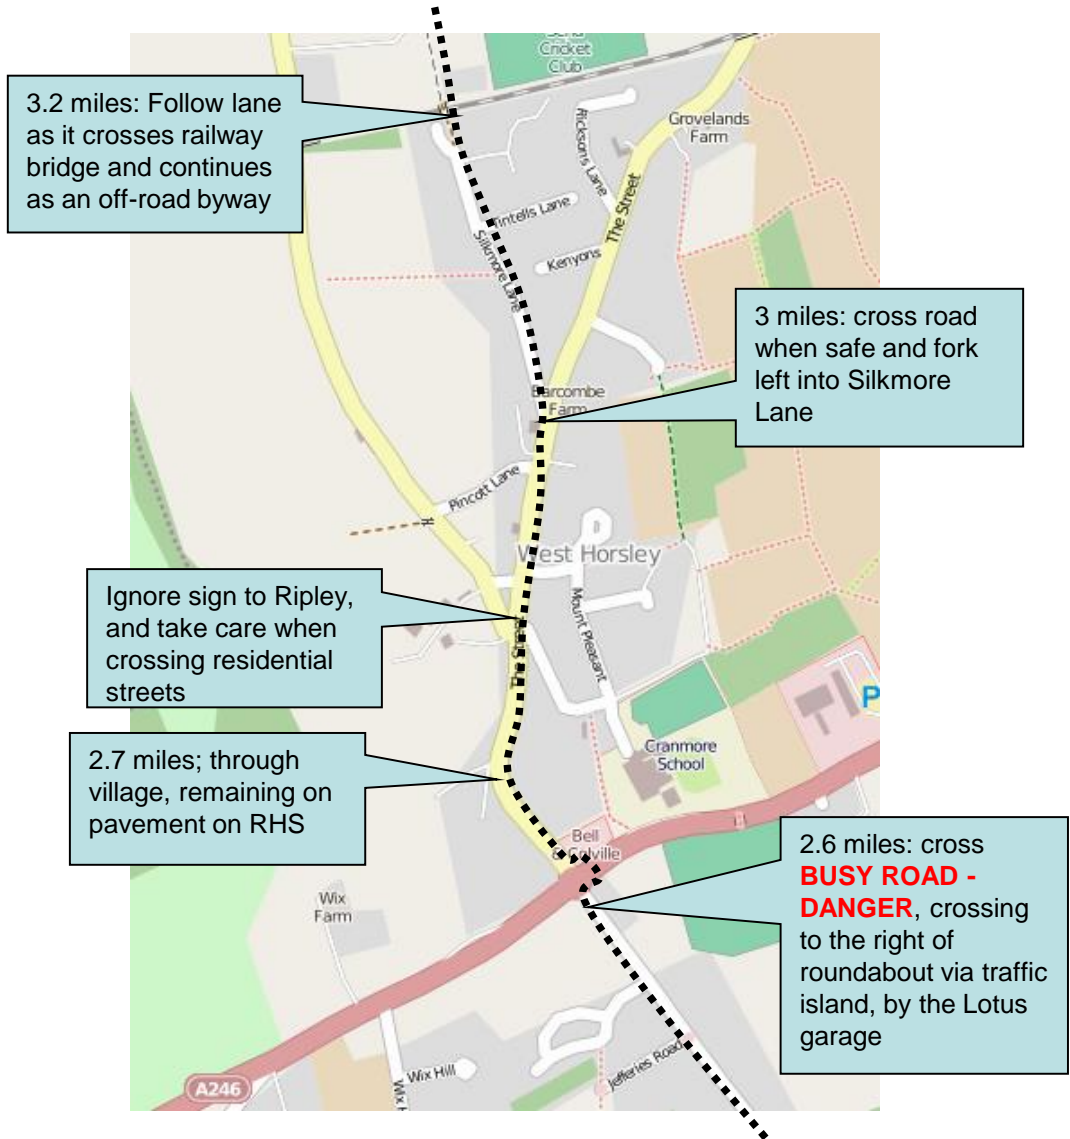 Send
Cricket
Club
3.2 miles: Follow lane
as it crosses railway
bridge and continues
as an off-road byway
Ricksons Lane
Grovelands
Farm
Tintells Lane
The Street
Silkmore Lane
Kenyons
3 miles: cross road
when safe and fork
left into Silkmore
Lane
Barcombe
Farm
Pincott Lane
West Horsley
Ignore sign to Ripley,
and take care when
crossing residential
streets
The Street
Mount Pleasant
P
2.7 miles; through
village, remaining on
pavement on RHS
Cranmore
School
Bell
& Colville
2.6 miles: cross
BUSY ROAD -
DANGER, crossing
to the right of
roundabout via traffic
island, by the Lotus
garage
Wix
Farm
Jefferies Road
Wix Hill
Wix H
A246